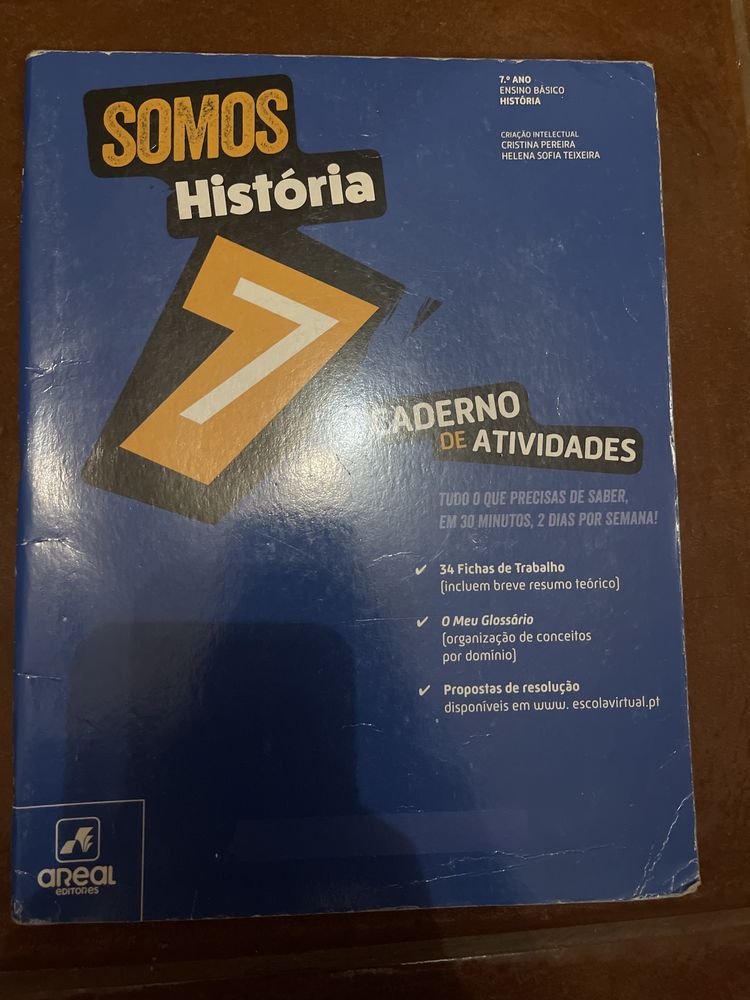 SOMOS
História
7
7.º ANO
ENSINO BÁSICO
HISTÓRIA
CRIAÇÃO INTELECTUAL
CRISTINA PEREIRA
HELENA SOFIA TEIXEIRA
CADERNO
DE ATIVIDADES
TUDO O QUE PRECISAS DE SABER,
EM 30 MINUTOS, 2 DIAS POR SEMANA!
✔ 34 Fichas de Trabalho
(incluem breve resumo teórico)
✔ O Meu Glossário
(organização de conceitos
por domínio)
✔ Propostas de resolução
disponíveis em www. escolavirtual.pt
aReaL
EDITORES